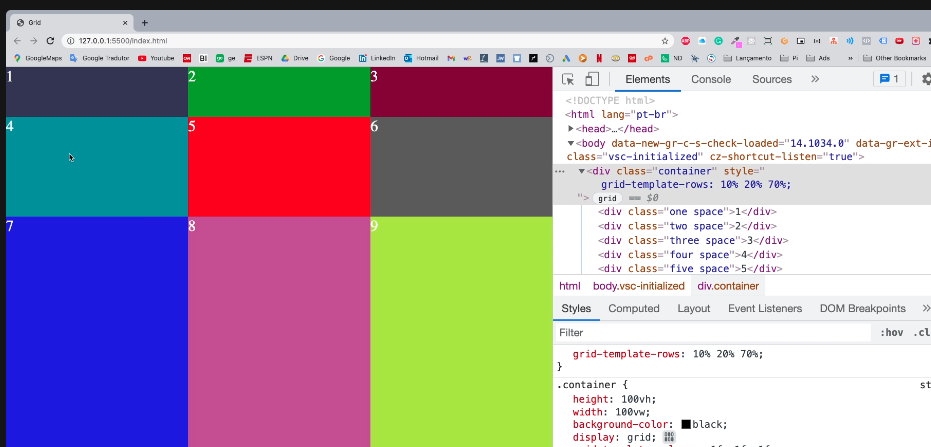 Grid
127.0.0.1:5500/index.html
GoogleMaps Google Tradutor YouTube BI ge ESPN Drive Google LinkedIn Hotmail ND Lançamento Pi Ads » Other Bookmarks
1 2 3
4 5 6
7 8 9
Elements Console Sources » 1
<!DOCTYPE html>
<html lang="pt-br">
<head>…</head>
<body data-new-gr-c-s-check-loaded="14.1034.0" data-gr-ext-i
class="vsc-initialized" cz-shortcut-listen="true">
<div class="container" style="
grid-template-rows: 10% 20% 70%;
"> grid == $0
<div class="one space">1</div>
<div class="two space">2</div>
<div class="three space">3</div>
<div class="four space">4</div>
<div class="five space">5</div>
html body.vsc-initialized div.container
Styles Computed Layout Event Listeners DOM Breakpoints »
Filter :hov .cl
grid-template-rows: 10% 20% 70%;
}
.container { st
height: 100vh;
width: 100vw;
background-color: black;
display: grid;